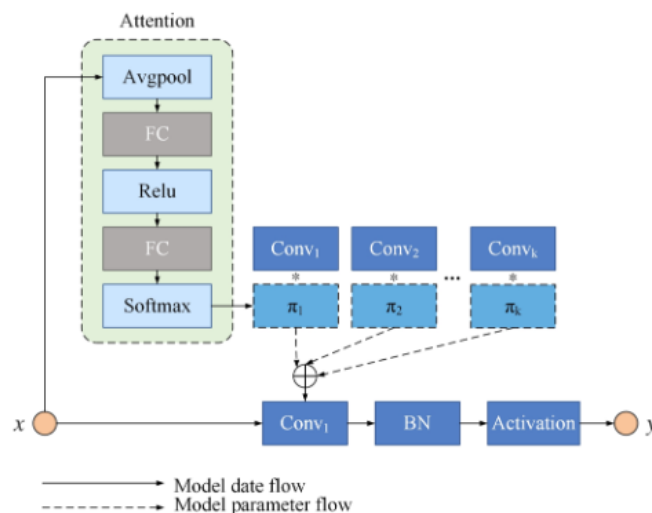 Attention
Avgpool
FC
Relu
FC
Softmax
Conv₁ Conv₂ ... Convₖ
* * *
π₁ π₂ πₖ
x Conv₁ BN Activation y
Model date flow
Model parameter flow